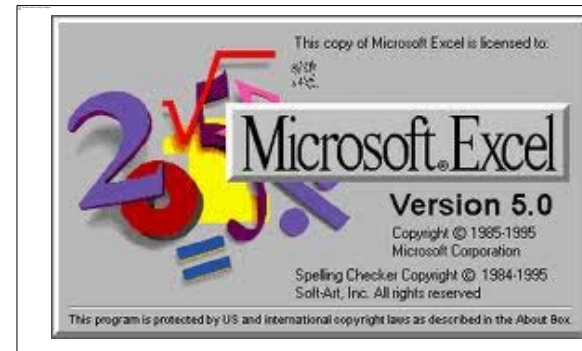 This copy of Microsoft Excel is licensed to:
Microsoft® Excel
Version 5.0
Copyright © 1985-1995
Microsoft Corporation
Spelling Checker Copyright © 1984-1995
Soft-Art, Inc. All rights reserved
This program is protected by US and international copyright laws as described in the About Box.